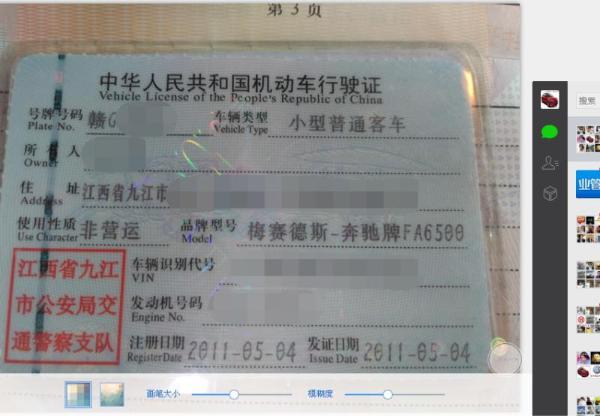 第 3 页
中华人民共和国机动车行驶证
Vehicle License of the People's Republic of China
号牌号码 赣G 车辆类型 小型普通客车
Plate No. Vehicle Type
所有人
Owner
住 址 江西省九江市
Address
使用性质 非营运 品牌型号 梅赛德斯-奔驰牌FA6500
Use Character Model
江西省九江
市公安局交
通警察支队
车辆识别代号
VIN
发动机号码
Engine No.
注册日期 2011-05-04 发证日期 2011-05-04
Register Date Issue Date
画笔大小 模糊度
搜索
业管